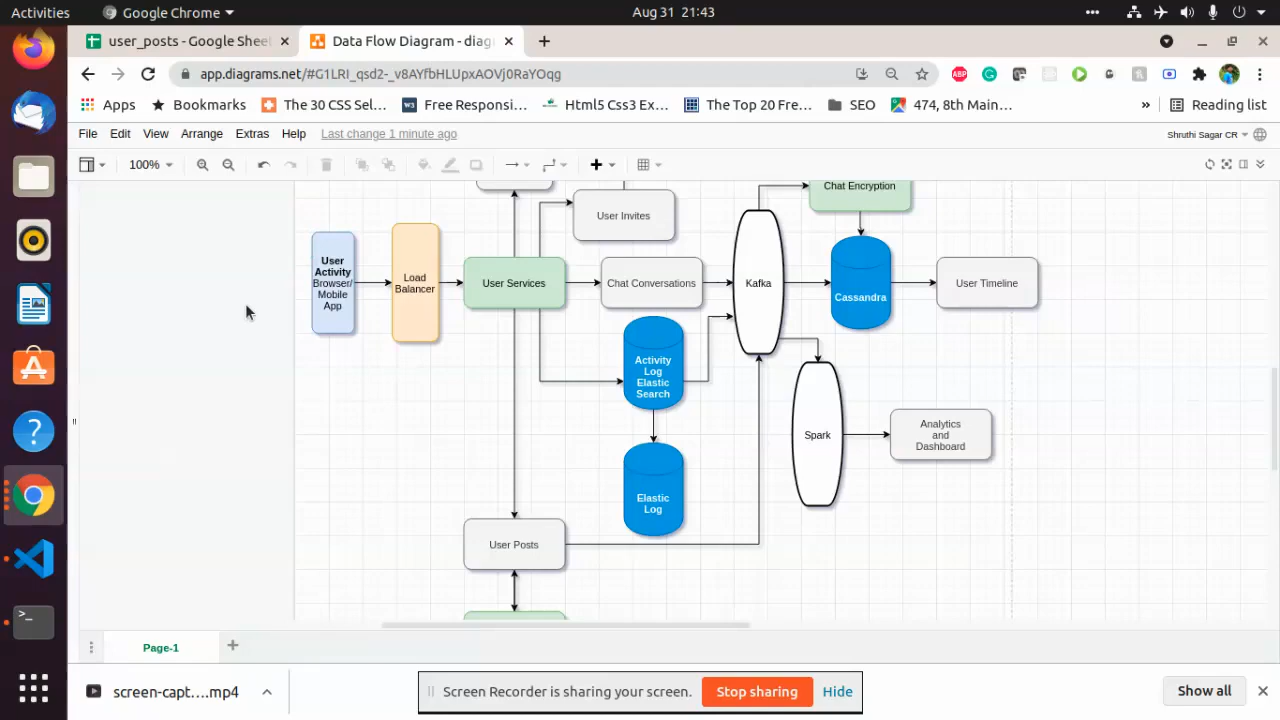 Activities
Google Chrome
Aug 31 21:43
user_posts - Google Sheet
Data Flow Diagram - diag
app.diagrams.net/#G1LRI_qsd2-_v8AYfbHLUpxAOVj0RaYOqg
ABP
Apps
Bookmarks
The 30 CSS Sel...
Free Responsi...
Html5 Css3 Ex...
The Top 20 Fre...
SEO
474, 8th Main...
»
Reading list
File
Edit
View
Arrange
Extras
Help
Last change 1 minute ago
Shruthi Sagar CR
100%
Chat Encryption
User Invites
User
Activity
Browser/
Mobile
App
Load
Balancer
User Services
Chat Conversations
Kafka
Cassandra
User Timeline
Activity
Log
Elastic
Search
Spark
Analytics
and
Dashboard
Elastic
Log
User Posts
Page-1
screen-capt....mp4
Screen Recorder is sharing your screen.
Stop sharing
Hide
Show all